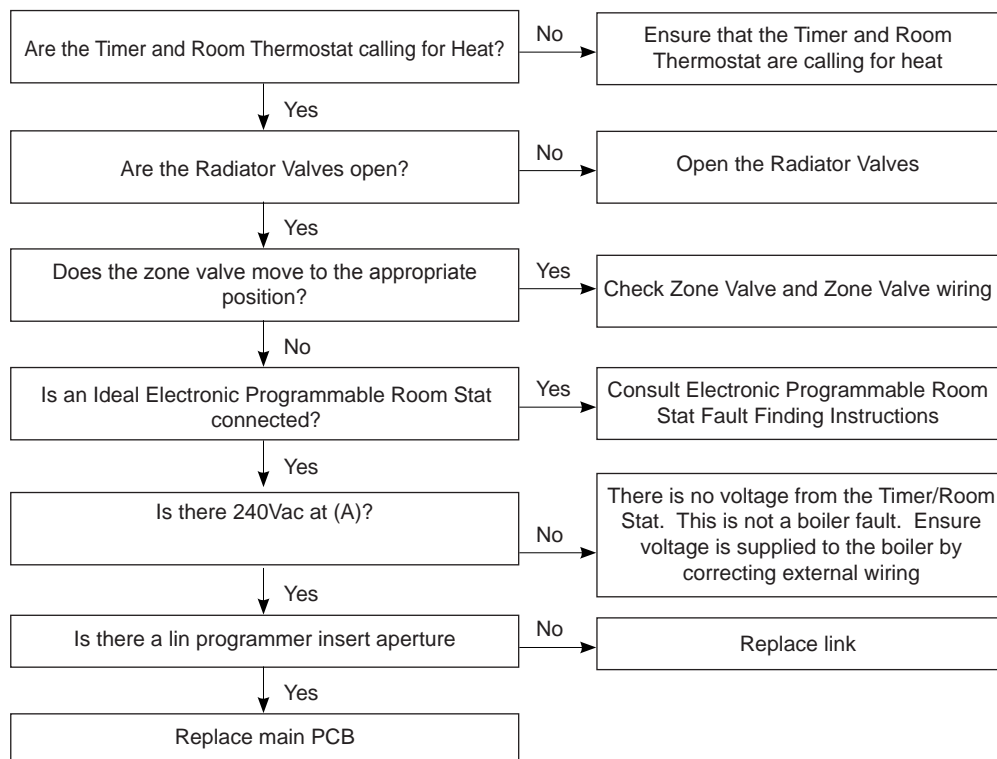 Are the Timer and Room Thermostat calling for Heat?
No
Ensure that the Timer and Room
Thermostat are calling for heat
Yes
Are the Radiator Valves open?
No
Open the Radiator Valves
Yes
Does the zone valve move to the appropriate
position?
Yes
Check Zone Valve and Zone Valve wiring
No
Is an Ideal Electronic Programmable Room Stat
connected?
Yes
Consult Electronic Programmable Room
Stat Fault Finding Instructions
Yes
Is there 240Vac at (A)?
No
There is no voltage from the Timer/Room
Stat. This is not a boiler fault. Ensure
voltage is supplied to the boiler by
correcting external wiring
Yes
Is there a lin programmer insert aperture
No
Replace link
Yes
Replace main PCB